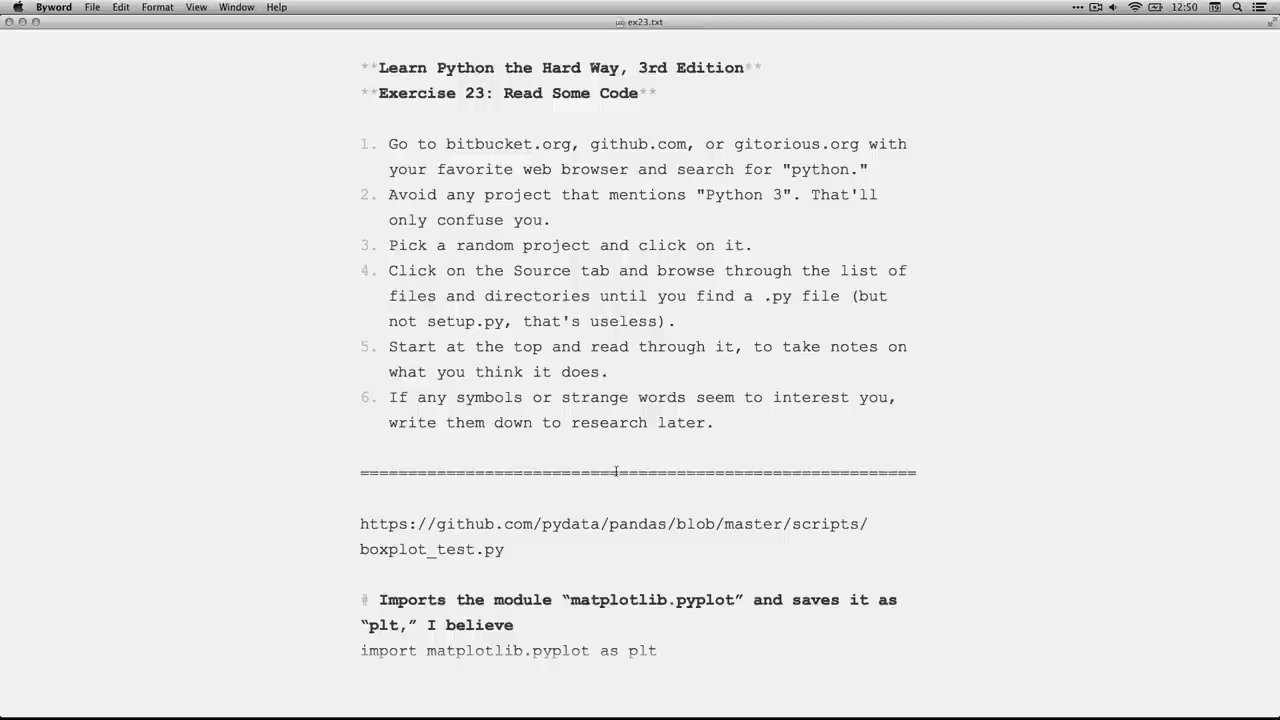 Byword File Edit Format View Window Help 12:50 19
ex23.txt
**Learn Python the Hard Way, 3rd Edition**
**Exercise 23: Read Some Code**
1. Go to bitbucket.org, github.com, or gitorious.org with
your favorite web browser and search for "python."
2. Avoid any project that mentions "Python 3". That'll
only confuse you.
3. Pick a random project and click on it.
4. Click on the Source tab and browse through the list of
files and directories until you find a .py file (but
not setup.py, that's useless).
5. Start at the top and read through it, to take notes on
what you think it does.
6. If any symbols or strange words seem to interest you,
write them down to research later.
==========================================================
https://github.com/pydata/pandas/blob/master/scripts/
boxplot_test.py
# Imports the module “matplotlib.pyplot” and saves it as
“plt,” I believe
import matplotlib.pyplot as plt